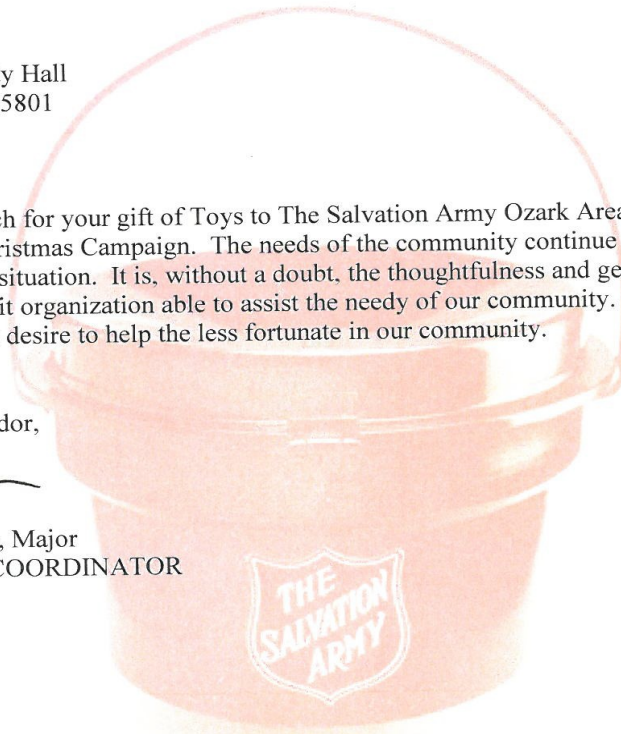 y Hall
5801
ch for your gift of Toys to The Salvation Army Ozark Area
ristmas Campaign. The needs of the community continue
situation. It is, without a doubt, the thoughtfulness and ge
it organization able to assist the needy of our community.
desire to help the less fortunate in our community.
dor,
, Major
COORDINATOR
THE
SALVATION
ARMY